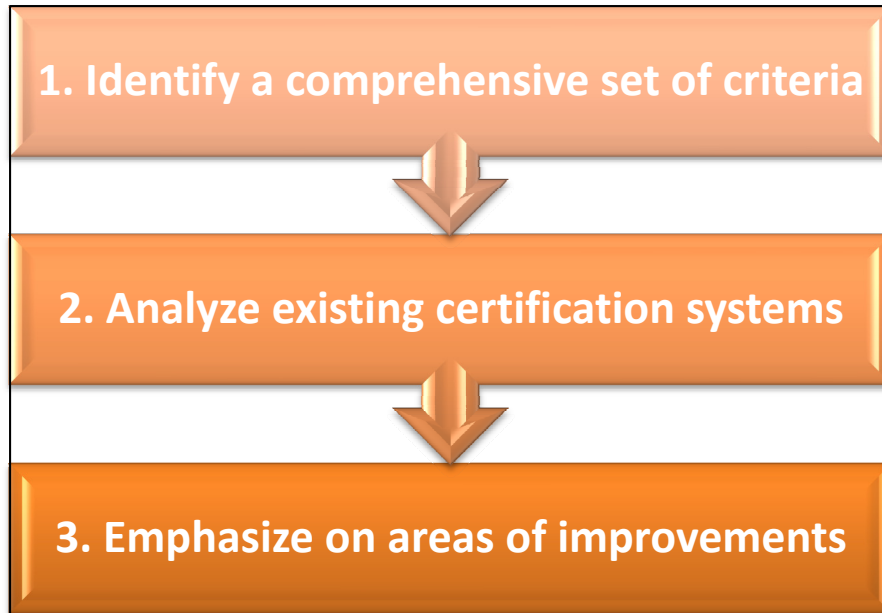 1. Identify a comprehensive set of criteria
2. Analyze existing certification systems
3. Emphasize on areas of improvements